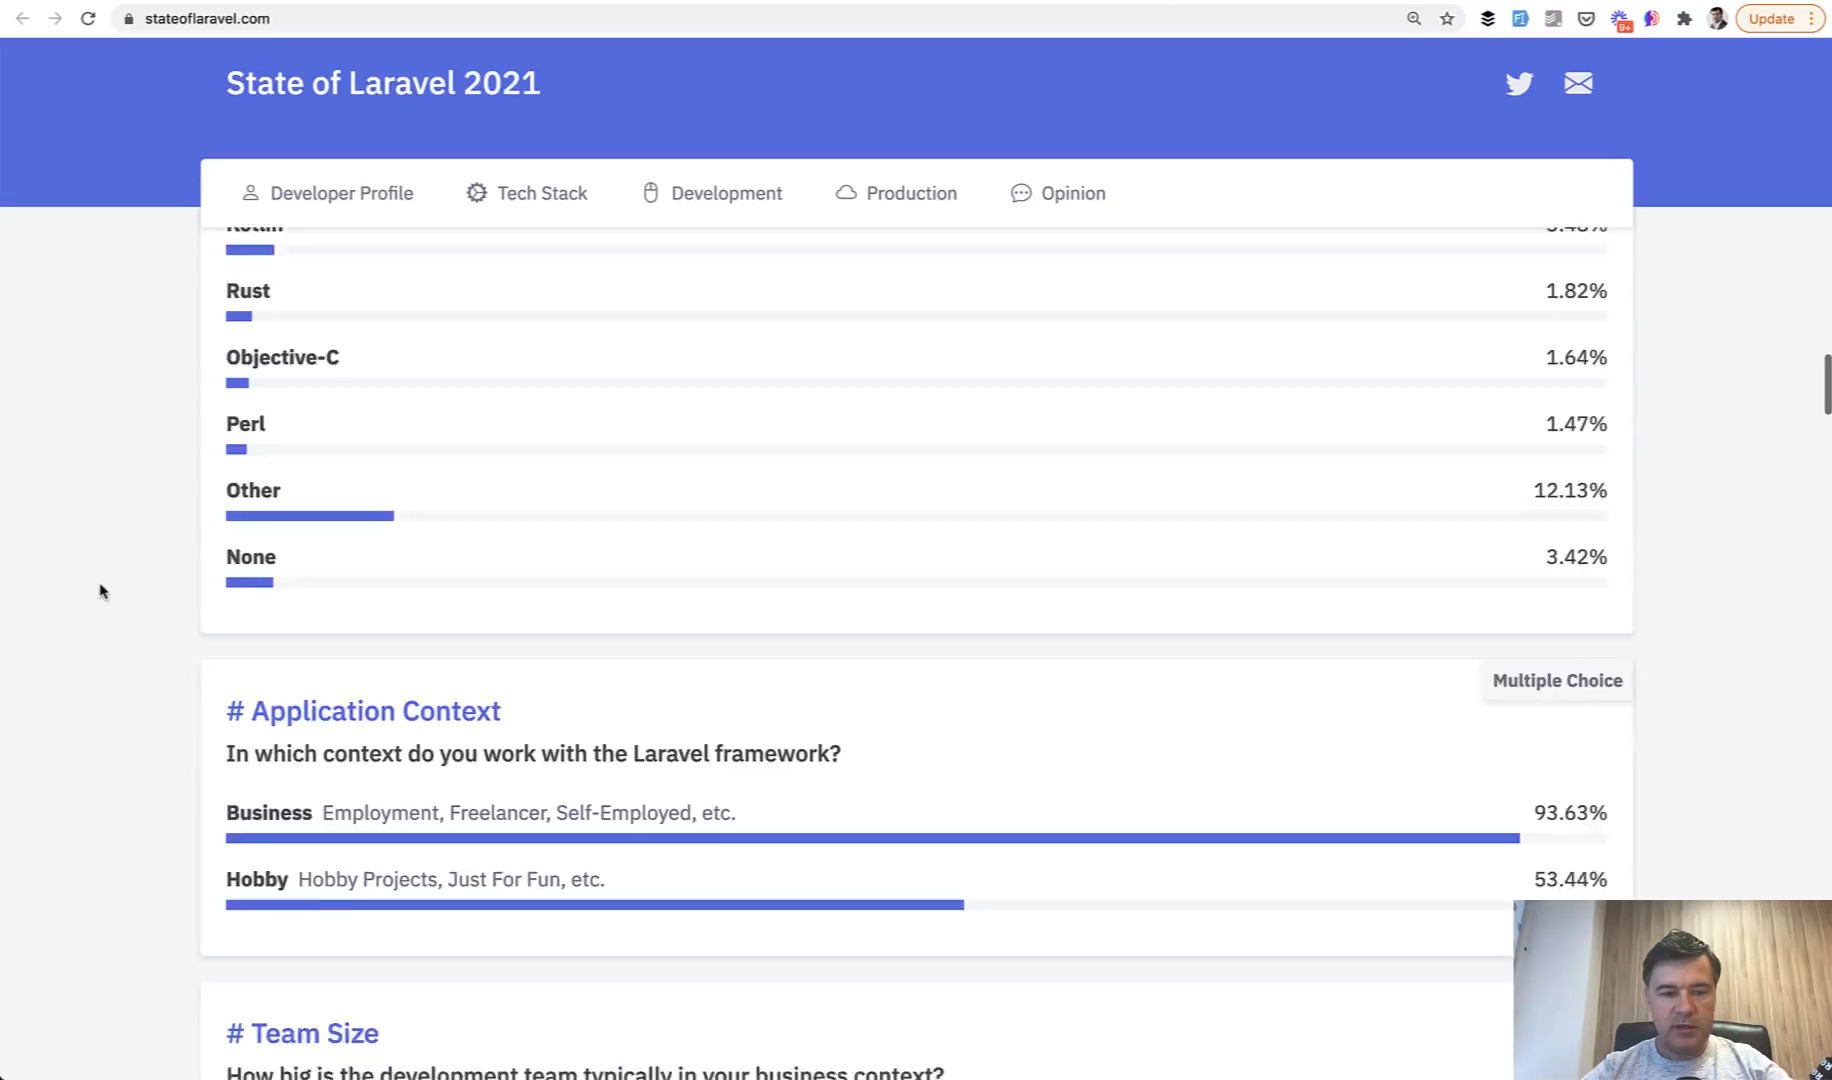 stateoflaravel.com
9+
Update
State of Laravel 2021
Developer Profile
Tech Stack
Development
Production
Opinion
Rust
1.82%
Objective-C
1.64%
Perl
1.47%
Other
12.13%
None
3.42%
Multiple Choice
# Application Context
In which context do you work with the Laravel framework?
Business Employment, Freelancer, Self-Employed, etc.
93.63%
Hobby Hobby Projects, Just For Fun, etc.
53.44%
# Team Size
How big is the development team typically in your business context?